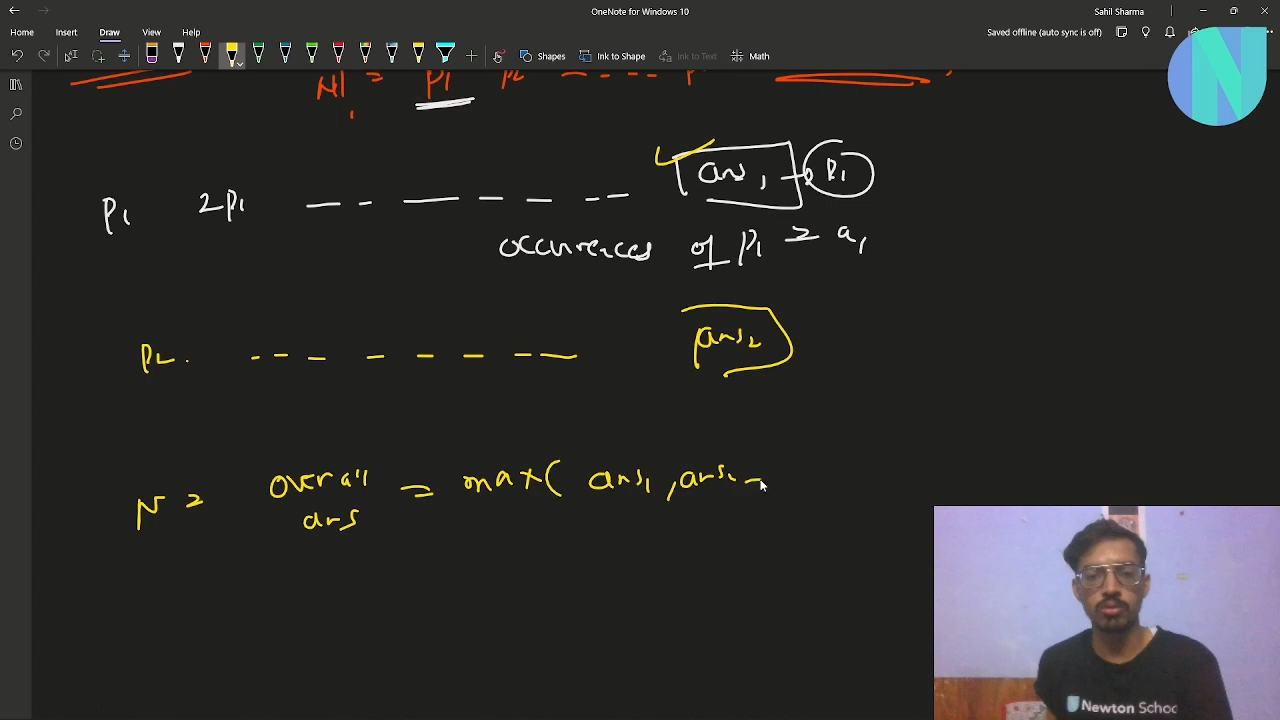 OneNote for Windows 10
Sahil Sharma
Home Insert Draw View Help
Saved offline (auto sync is off)
Shapes Ink to Shape Ink to Text Math
N! = P1 P2 - - - - P
P1 2P1 ans1 → P1
occurrences of P1 = a1
P2 ans2
N = overall ans = max( ans1, ans2 -
Newton Schoo